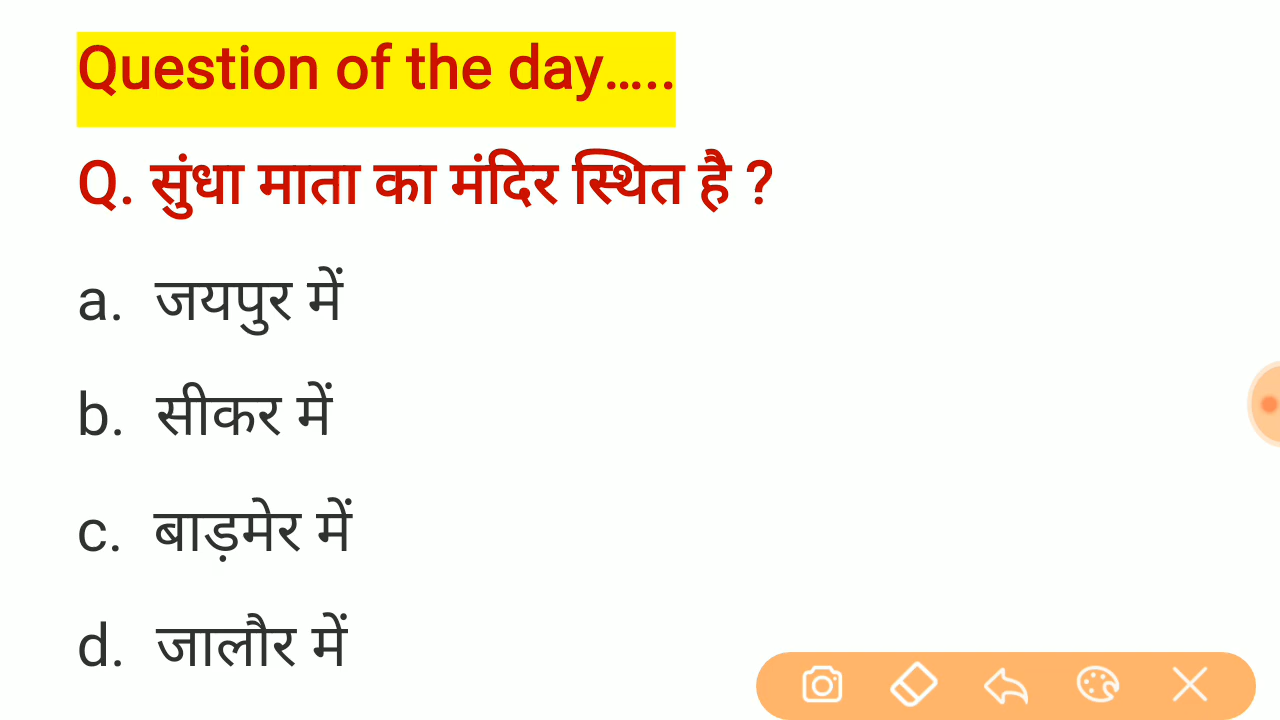 Question of the day.....
Q. सुंधा माता का मंदिर स्थित है ?
a. जयपुर में
b. सीकर में
c. बाड़मेर में
d. जालौर में